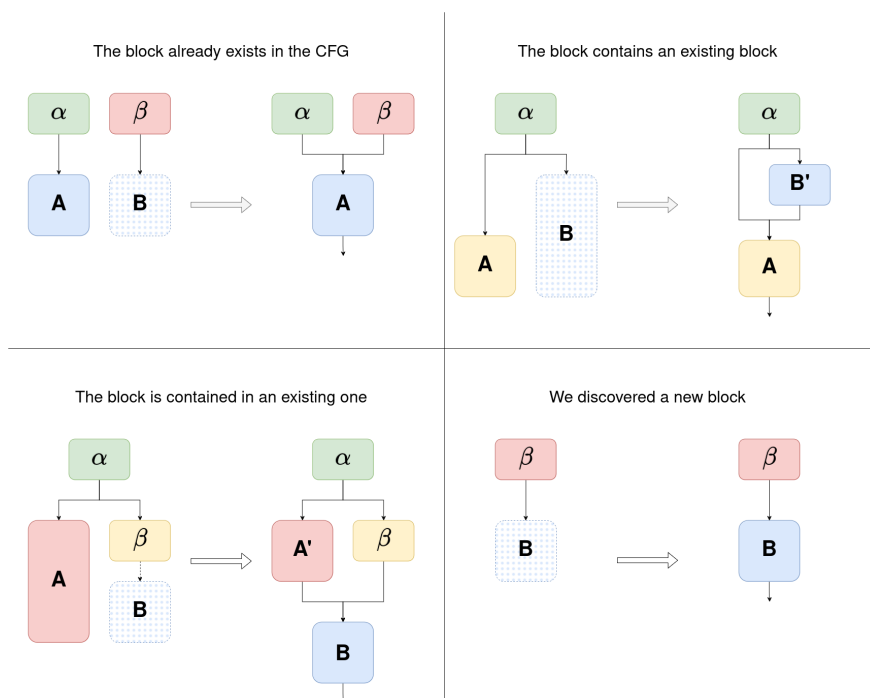 The block already exists in the CFG
α β α β
A B A
The block contains an existing block
α α
B'
B
A A
The block is contained in an existing one
α α
β A' β
A
B
B
We discovered a new block
β β
B B